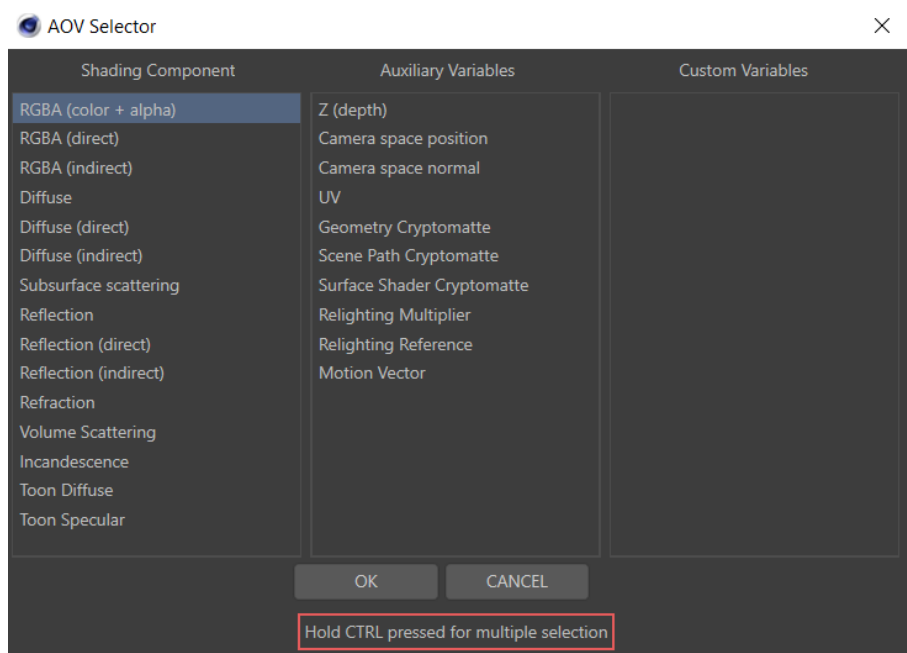 AOV Selector
Shading Component
Auxiliary Variables
Custom Variables
RGBA (color + alpha)
RGBA (direct)
RGBA (indirect)
Diffuse
Diffuse (direct)
Diffuse (indirect)
Subsurface scattering
Reflection
Reflection (direct)
Reflection (indirect)
Refraction
Volume Scattering
Incandescence
Toon Diffuse
Toon Specular
Z (depth)
Camera space position
Camera space normal
UV
Geometry Cryptomatte
Scene Path Cryptomatte
Surface Shader Cryptomatte
Relighting Multiplier
Relighting Reference
Motion Vector
OK
CANCEL
Hold CTRL pressed for multiple selection